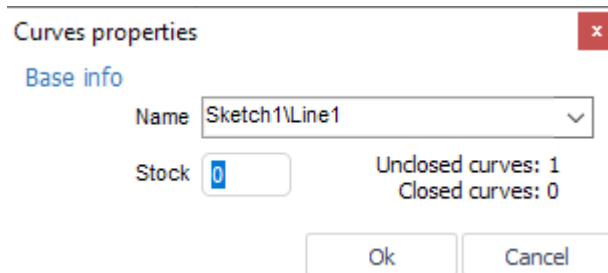 Curves properties
x
Base info
Name Sketch1\Line1
Stock 0 Unclosed curves: 1
Closed curves: 0
Ok Cancel